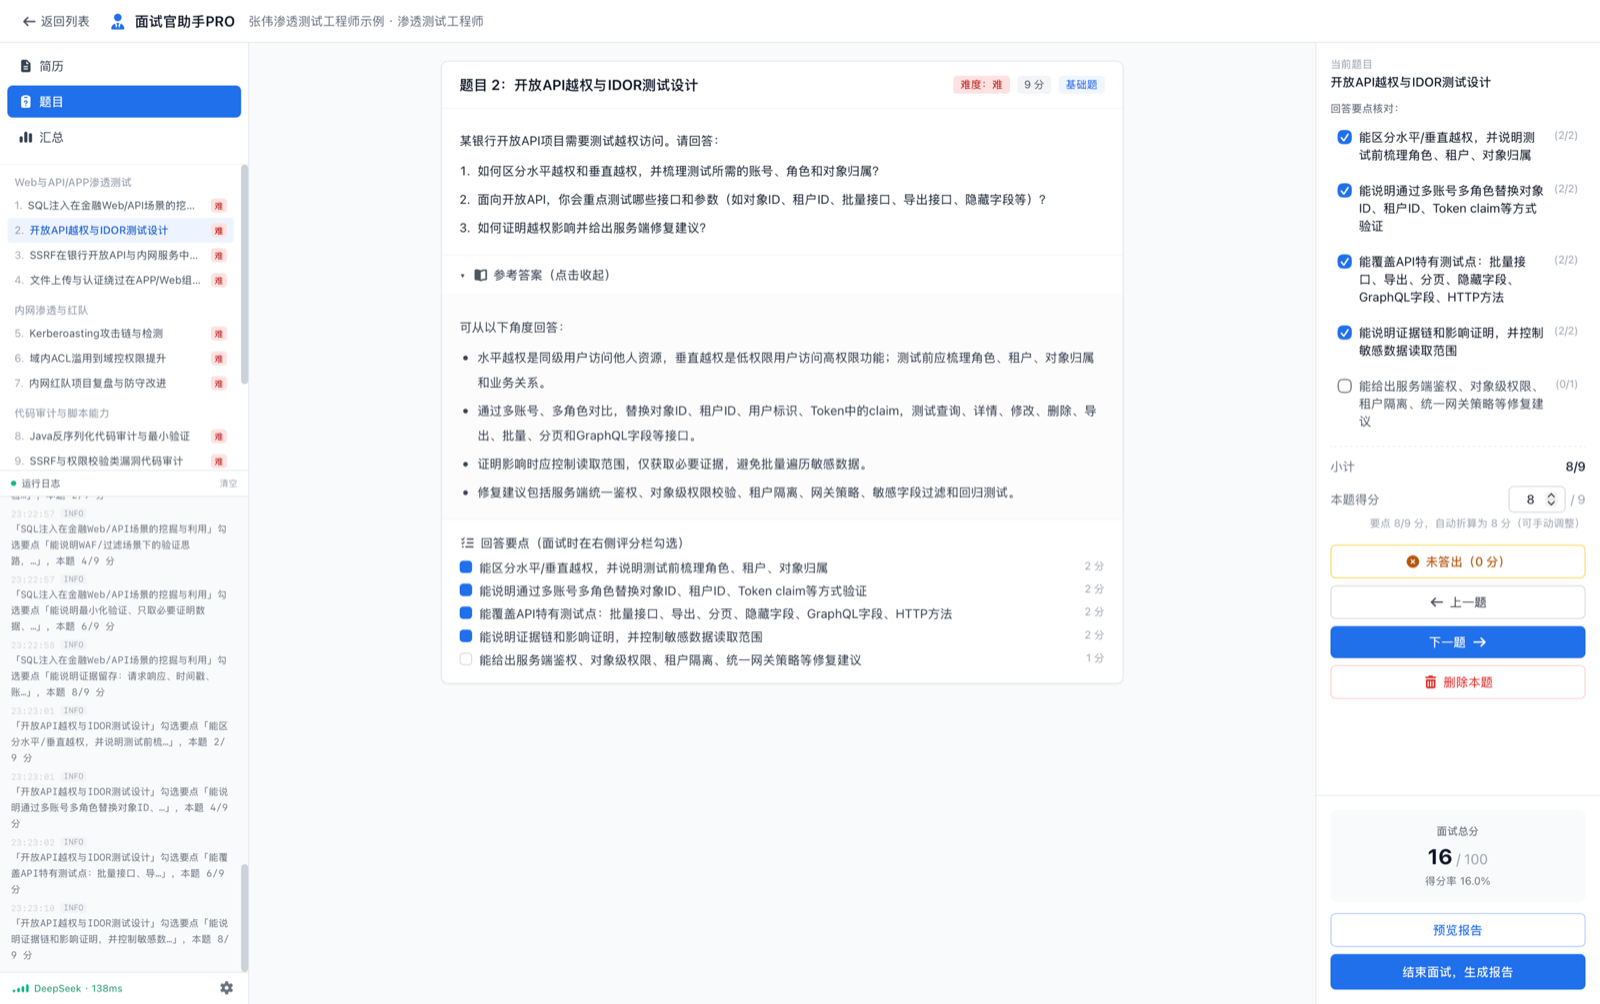 返回列表
面试官助手PRO
张伟渗透测试工程师示例 · 渗透测试工程师
简历
题目
汇总
Web与API/APP渗透测试
1. SQL注入在金融Web/API场景的挖... 难
2. 开放API越权与IDOR测试设计 难
3. SSRF在银行开放API与内网服务中... 难
4. 文件上传与认证绕过在APP/Web组... 难
内网渗透与红队
5. Kerberoasting攻击链与检测 难
6. 域内ACL滥用到域控权限提升 难
7. 内网红队项目复盘与防守改进 难
代码审计与脚本能力
8. Java反序列化代码审计与最小验证 难
9. SSRF与权限校验类漏洞代码审计 难
运行日志 清空
23:22:57 INFO
「SQL注入在金融Web/API场景的挖掘与利用」勾
选要点「能说明WAF/过滤场景下的验证思
路，…」，本题 4/9 分
23:22:57 INFO
「SQL注入在金融Web/API场景的挖掘与利用」勾
选要点「能说明最小化验证、只取必要证明数
据、…」，本题 6/9 分
23:22:58 INFO
「SQL注入在金融Web/API场景的挖掘与利用」勾
选要点「能说明证据留存：请求响应、时间戳、
账…」，本题 8/9 分
23:23:01 INFO
「开放API越权与IDOR测试设计」勾选要点「能区
分水平/垂直越权，并说明测试前梳…」，本题 2/
9 分
23:23:01 INFO
「开放API越权与IDOR测试设计」勾选要点「能说
明通过多账号多角色替换对象ID、…」，本题 4/9
分
23:23:02 INFO
「开放API越权与IDOR测试设计」勾选要点「能覆
盖API特有测试点：批量接口、导…」，本题 6/9
分
23:23:10 INFO
「开放API越权与IDOR测试设计」勾选要点「能说
明证据链和影响证明，并控制敏感数…」，本题 8/
9 分
DeepSeek · 138ms
题目 2：开放API越权与IDOR测试设计
难度：难 9 分 基础题
某银行开放API项目需要测试越权访问。请回答：
1. 如何区分水平越权和垂直越权，并梳理测试所需的账号、角色和对象归属？
2. 面向开放API，你会重点测试哪些接口和参数（如对象ID、租户ID、批量接口、导出接口、隐藏字段等）？
3. 如何证明越权影响并给出服务端修复建议？
参考答案（点击收起）
可从以下角度回答：
• 水平越权是同级用户访问他人资源，垂直越权是低权限用户访问高权限功能；测试前应梳理角色、租户、对象归属
和业务关系。
• 通过多账号、多角色对比，替换对象ID、租户ID、用户标识、Token中的claim，测试查询、详情、修改、删除、导
出、批量、分页和GraphQL字段等接口。
• 证明影响时应控制读取范围，仅获取必要证据，避免批量遍历敏感数据。
• 修复建议包括服务端统一鉴权、对象级权限校验、租户隔离、网关策略、敏感字段过滤和回归测试。
回答要点（面试时在右侧评分栏勾选）
能区分水平/垂直越权，并说明测试前梳理角色、租户、对象归属 2 分
能说明通过多账号多角色替换对象ID、租户ID、Token claim等方式验证 2 分
能覆盖API特有测试点：批量接口、导出、分页、隐藏字段、GraphQL字段、HTTP方法 2 分
能说明证据链和影响证明，并控制敏感数据读取范围 2 分
能给出服务端鉴权、对象级权限、租户隔离、统一网关策略等修复建议 1 分
当前题目
开放API越权与IDOR测试设计
回答要点核对：
能区分水平/垂直越权，并说明测 (2/2)
试前梳理角色、租户、对象归属
能说明通过多账号多角色替换对象 (2/2)
ID、租户ID、Token claim等方式
验证
能覆盖API特有测试点：批量接 (2/2)
口、导出、分页、隐藏字段、
GraphQL字段、HTTP方法
能说明证据链和影响证明，并控制 (2/2)
敏感数据读取范围
能给出服务端鉴权、对象级权限、 (0/1)
租户隔离、统一网关策略等修复建
议
小计 8/9
本题得分 8 / 9
要点 8/9 分，自动折算为 8 分（可手动调整）
未答出（0 分）
上一题
下一题
删除本题
面试总分
16 / 100
得分率 16.0%
预览报告
结束面试，生成报告